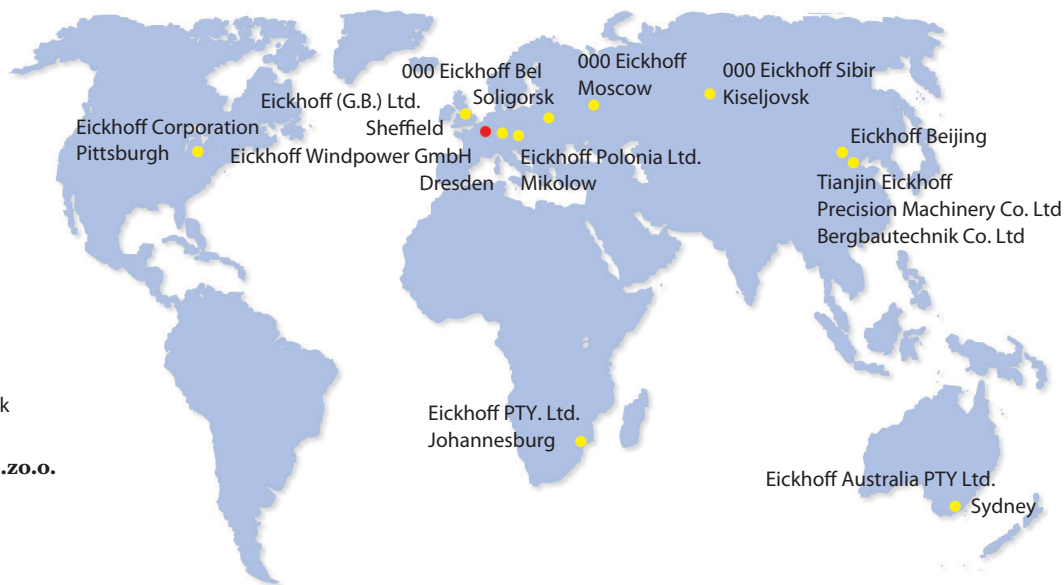 000 Eickhoff Bel
Soligorsk
000 Eickhoff
Moscow
000 Eickhoff Sibir
Kiseljovsk
Eickhoff (G.B.) Ltd.
Sheffield
Eickhoff Corporation
Pittsburgh
Eickhoff Windpower GmbH
Dresden
Eickhoff Polonia Ltd.
Mikolow
Eickhoff Beijing
Tianjin Eickhoff
Precision Machinery Co. Ltd
Bergbautechnik Co. Ltd
k
.zo.o.
Eickhoff PTY. Ltd.
Johannesburg
Eickhoff Australia PTY Ltd.
Sydney